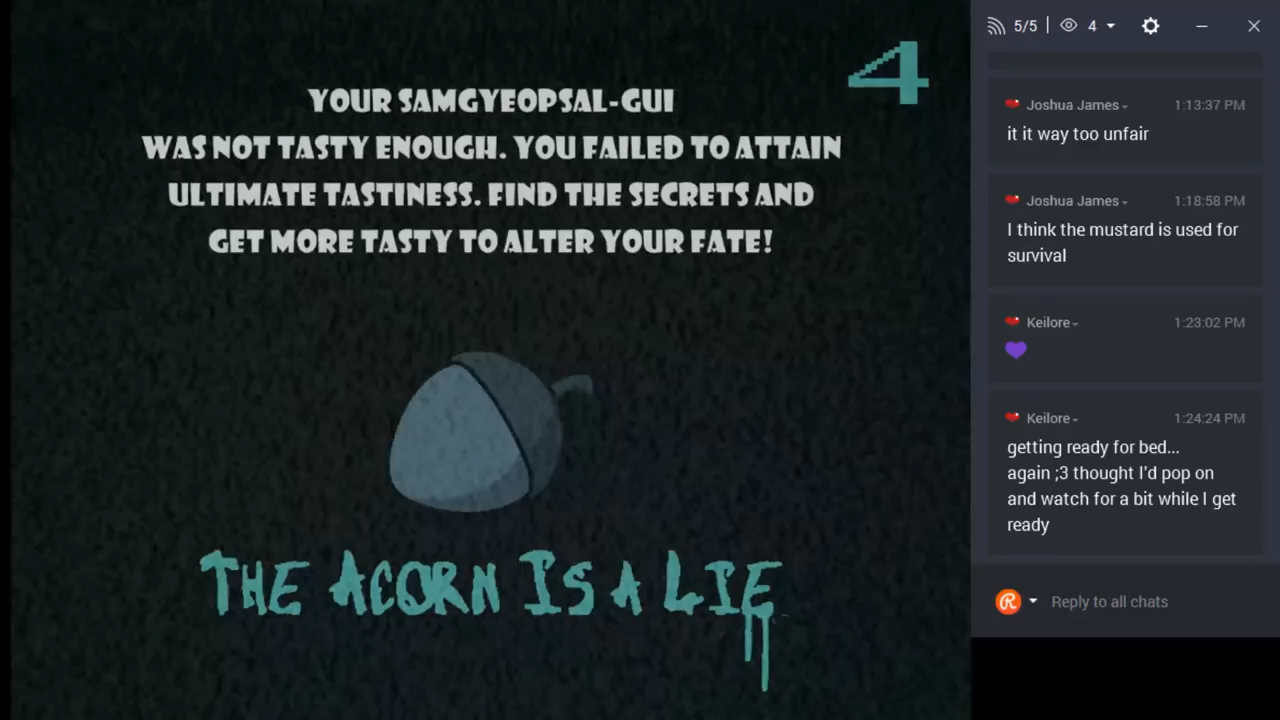 4
YOUR SAMGYEOPSAL-GUI
WAS NOT TASTY ENOUGH. YOU FAILED TO ATTAIN
ULTIMATE TASTINESS. FIND THE SECRETS AND
GET MORE TASTY TO ALTER YOUR FATE!
THE ACORN IS A LIE
5/5 4
Joshua James 1:13:37 PM
it it way too unfair
Joshua James 1:18:58 PM
I think the mustard is used for
survival
Keilore 1:23:02 PM
Keilore 1:24:24 PM
getting ready for bed...
again ;3 thought I'd pop on
and watch for a bit while I get
ready
Reply to all chats